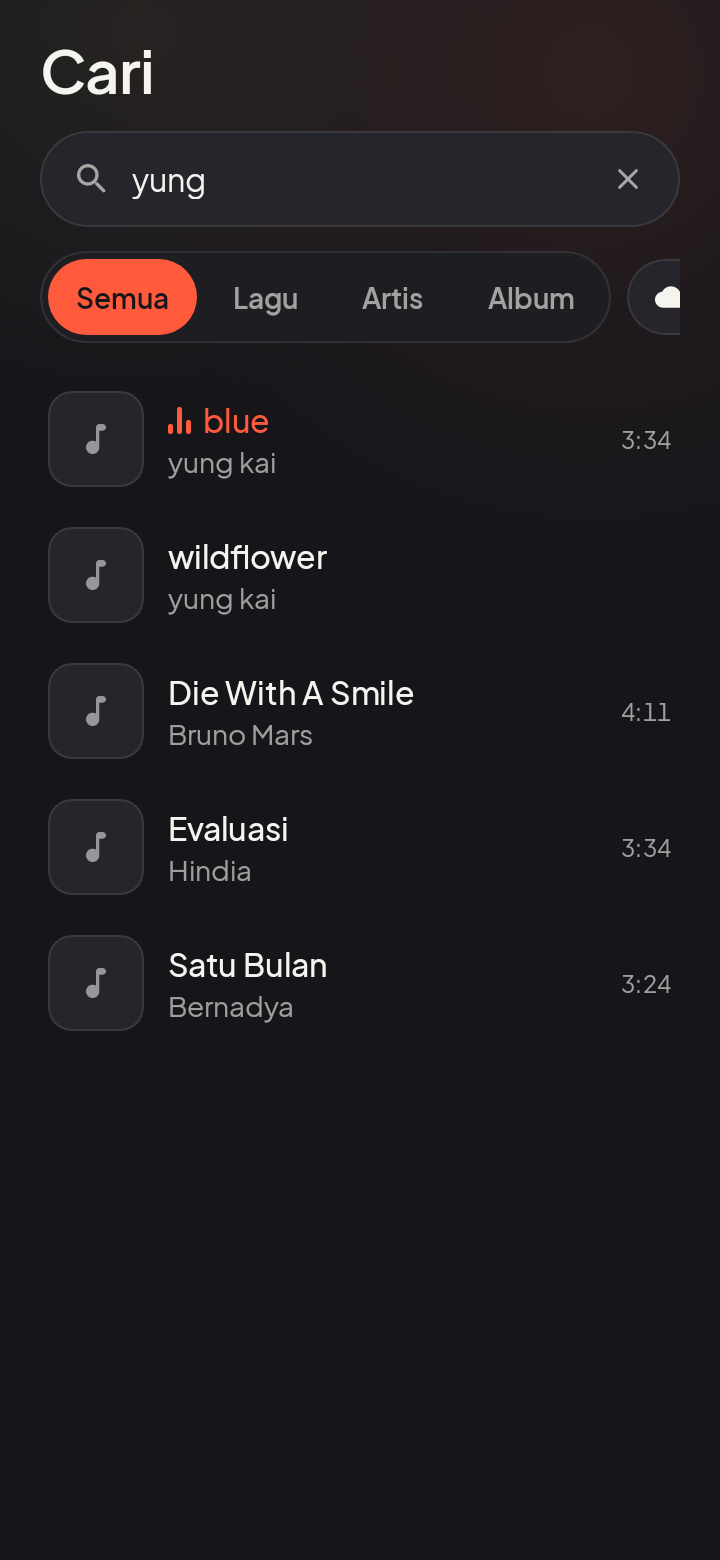 Cari
yung
Semua Lagu Artis Album
blue
yung kai
3:34
wildflower
yung kai
Die With A Smile
Bruno Mars
4:11
Evaluasi
Hindia
3:34
Satu Bulan
Bernadya
3:24